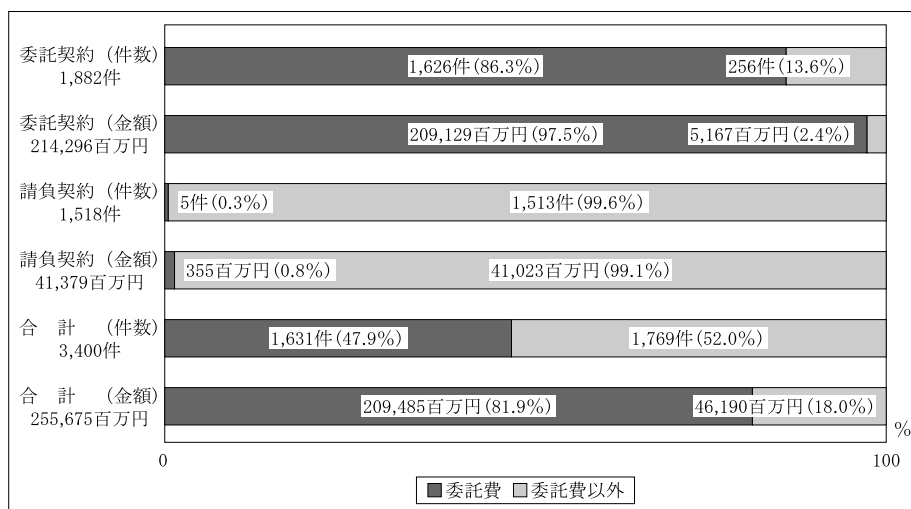 委託契約（件数）
1,882件
1,626件(86.3%)
256件(13.6%)
委託契約（金額）
214,296百万円
209,129百万円(97.5%)
5,167百万円(2.4%)
請負契約（件数）
1,518件
5件(0.3%)
1,513件(99.6%)
請負契約（金額）
41,379百万円
355百万円(0.8%)
41,023百万円(99.1%)
合　計　（件数）
3,400件
1,631件(47.9%)
1,769件(52.0%)
合　計　（金額）
255,675百万円
209,485百万円(81.9%)
46,190百万円(18.0%)
%
0
100
委託費
委託費以外